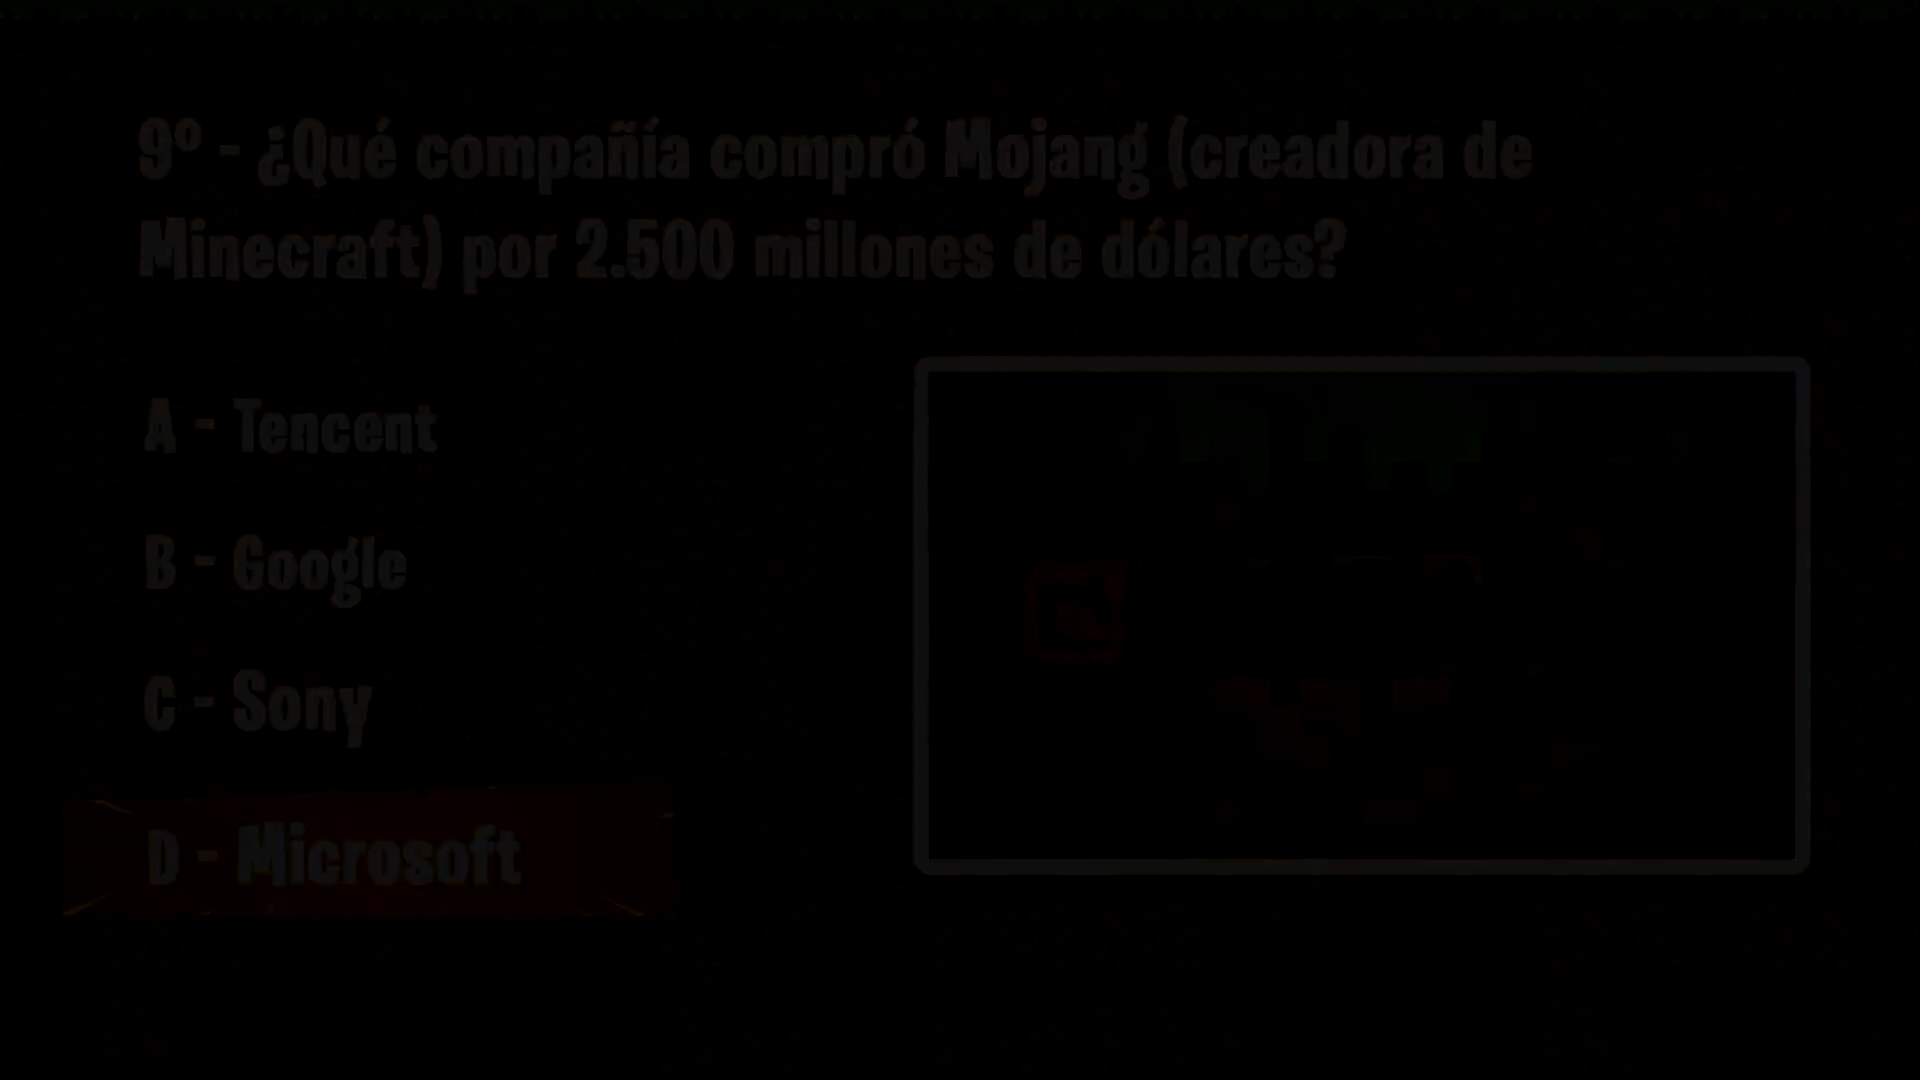 9º - ¿Qué compañía compró Mojang (creadora de
Minecraft) por 2.500 millones de dólares?
A - Tencent
B - Google
C - Sony
D - Microsoft